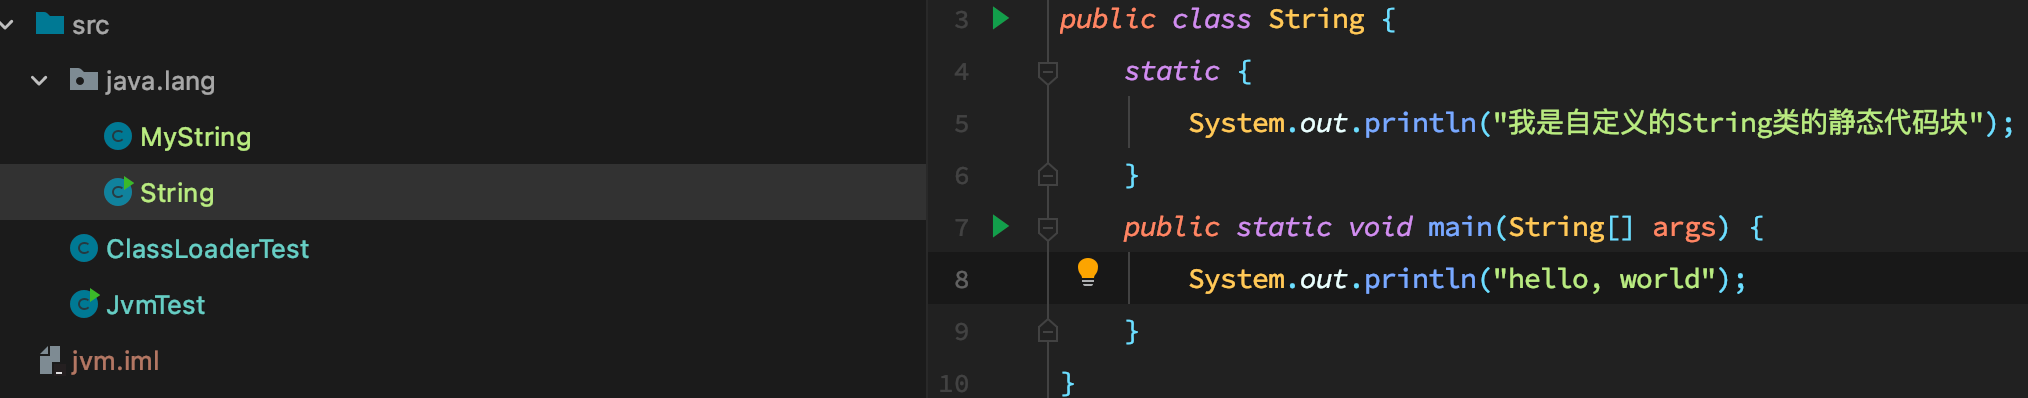 src
java.lang
MyString
String
ClassLoaderTest
JvmTest
jvm.iml
3 public class String {
4 static {
5 System.out.println("我是自定义的String类的静态代码块");
6 }
7 public static void main(String[] args) {
8 System.out.println("hello, world");
9 }
10 }